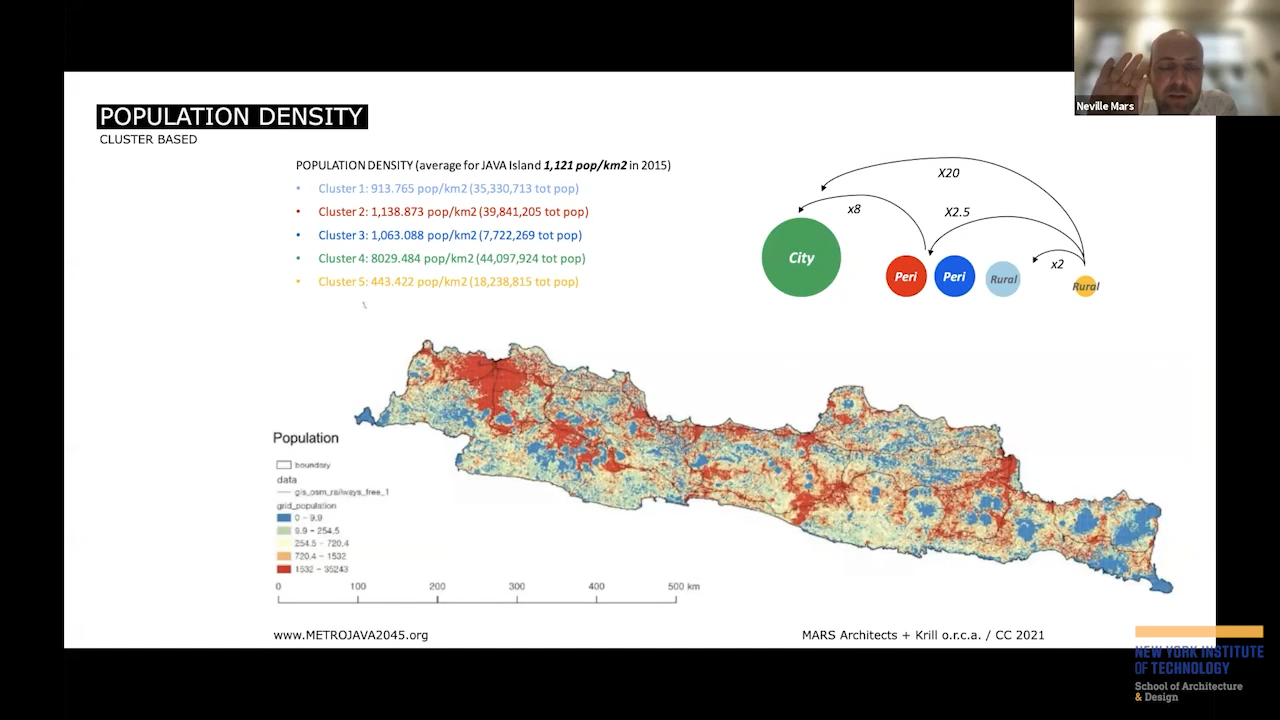 POPULATION DENSITY
CLUSTER BASED
Neville Mars
POPULATION DENSITY (average for JAVA Island 1,121 pop/km2 in 2015)
• Cluster 1: 913.765 pop/km2 (35,330,713 tot pop)
• Cluster 2: 1,138.873 pop/km2 (39,841,205 tot pop)
• Cluster 3: 1,063.088 pop/km2 (7,722,269 tot pop)
• Cluster 4: 8029.484 pop/km2 (44,097,924 tot pop)
• Cluster 5: 443.422 pop/km2 (18,238,815 tot pop)
X20
x8
X2.5
x2
City
Peri
Peri
Rural
Rural
Population
boundary
data
gis_osm_railways_free_1
grid_population
0 – 9.9
9.9 – 254.5
254.5 – 720.4
720.4 – 1532
1532 – 35243
0 100 200 300 400 500 km
www.METROJAVA2045.org
MARS Architects + Krill o.r.c.a. / CC 2021
NEW YORK INSTITUTE
OF TECHNOLOGY
School of Architecture
& Design